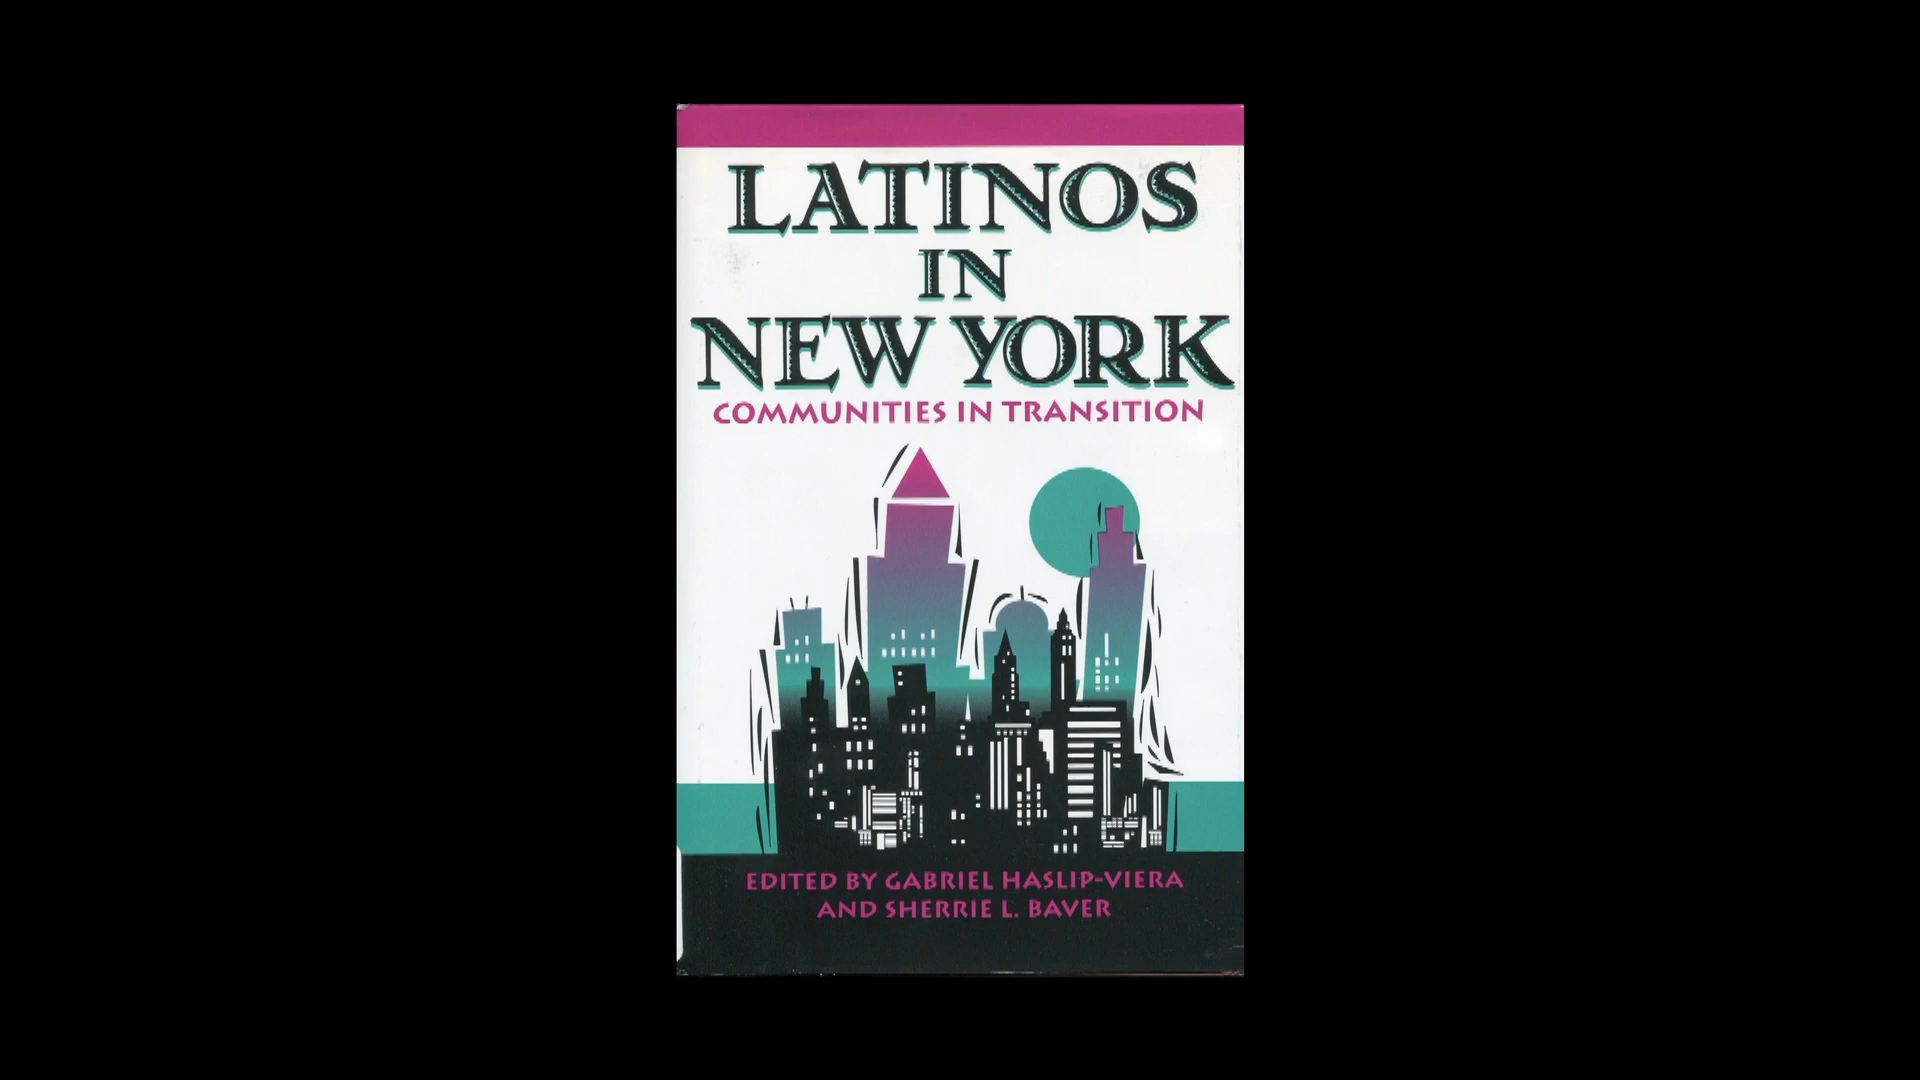 LATINOS
IN
NEW YORK
COMMUNITIES IN TRANSITION
EDITED BY GABRIEL HASLIP-VIERA
AND SHERRIE L. BAVER